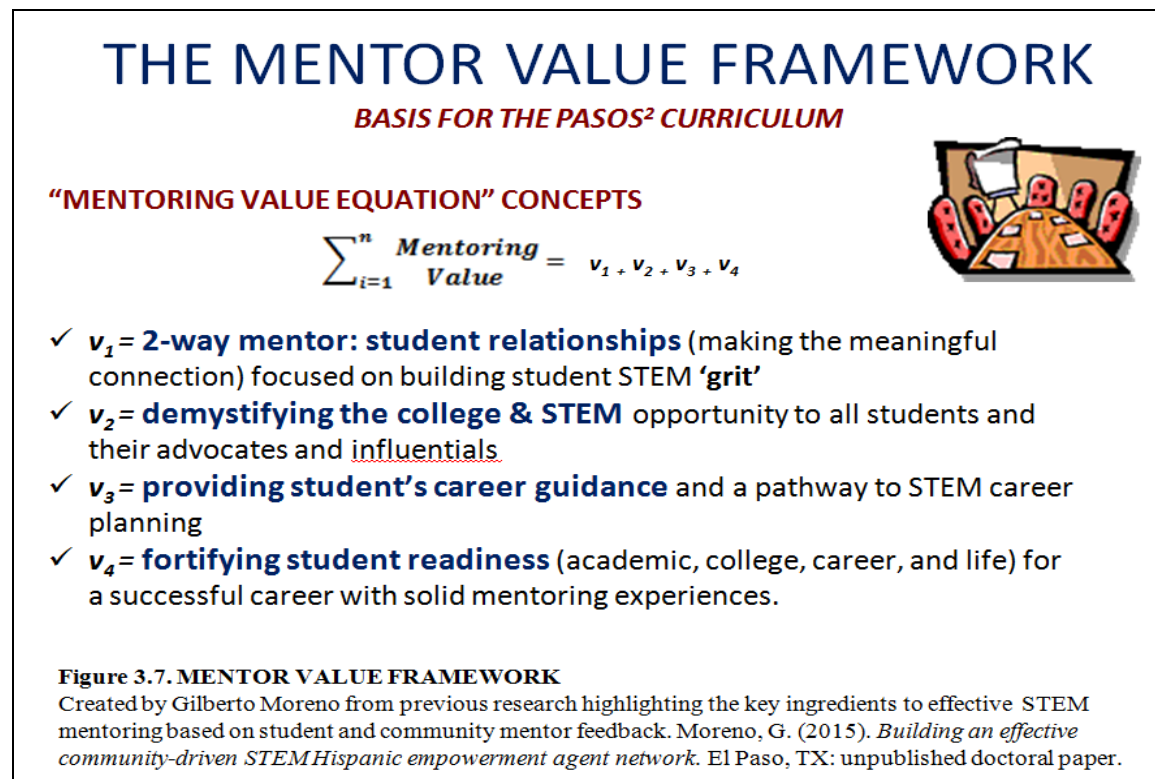 THE MENTOR VALUE FRAMEWORK
BASIS FOR THE PASOS² CURRICULUM
“MENTORING VALUE EQUATION” CONCEPTS
∑ⁿᵢ₌₁ Mentoring Value = v₁ + v₂ + v₃ + v₄
✓ v₁ = 2-way mentor: student relationships (making the meaningful
connection) focused on building student STEM ‘grit’
✓ v₂ = demystifying the college & STEM opportunity to all students and
their advocates and influentials
✓ v₃ = providing student’s career guidance and a pathway to STEM career
planning
✓ v₄ = fortifying student readiness (academic, college, career, and life) for
a successful career with solid mentoring experiences.
Figure 3.7. MENTOR VALUE FRAMEWORK
Created by Gilberto Moreno from previous research highlighting the key ingredients to effective STEM
mentoring based on student and community mentor feedback. Moreno, G. (2015). Building an effective
community-driven STEM Hispanic empowerment agent network. El Paso, TX: unpublished doctoral paper.